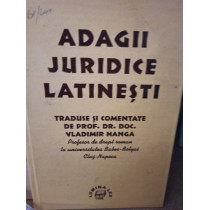 ADAGII
JURIDICE
LATINEȘTI
TRADUSE ȘI COMENTATE
DE PROF. DR. DOC.
VLADIMIR HANGA
Profesor de drept roman
la universitatea Babes-Bolyai
Cluj-Napoca